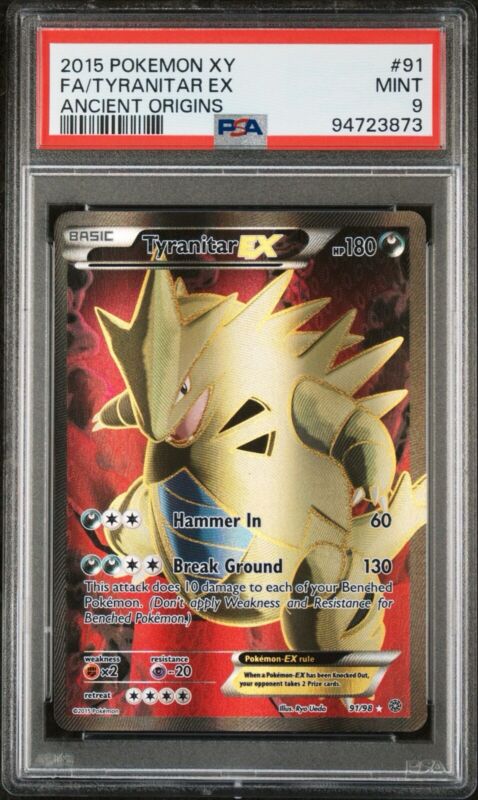 2015 POKEMON XY #91
FA/TYRANITAR EX MINT
ANCIENT ORIGINS 9
PSA 94723873
BASIC Tyranitar EX HP180
Hammer In 60
Break Ground 130
This attack does 10 damage to each of your Benched
Pokémon. (Don't apply Weakness and Resistance for
Benched Pokémon.)
weakness resistance
×2 -20
retreat
Pokémon-EX rule
When a Pokémon-EX has been Knocked Out,
your opponent takes 2 Prize cards.
©2015 Pokémon Illus. Ryo Ueda 91/98
PSA